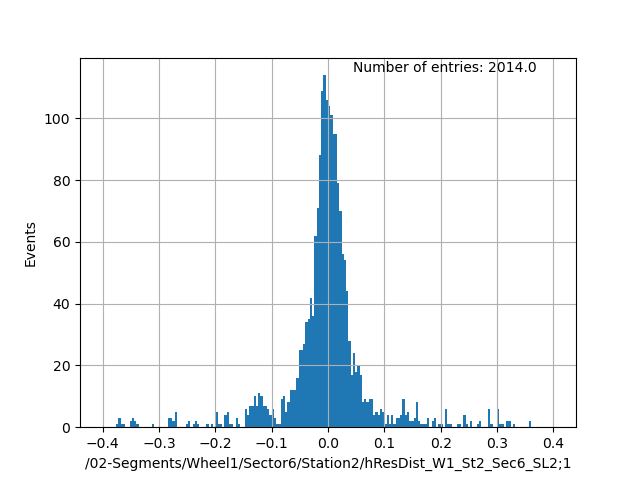 Number of entries: 2014.0
Events
100
80
60
40
20
0
−0.4 −0.3 −0.2 −0.1 0.0 0.1 0.2 0.3 0.4
/02-Segments/Wheel1/Sector6/Station2/hResDist_W1_St2_Sec6_SL2;1